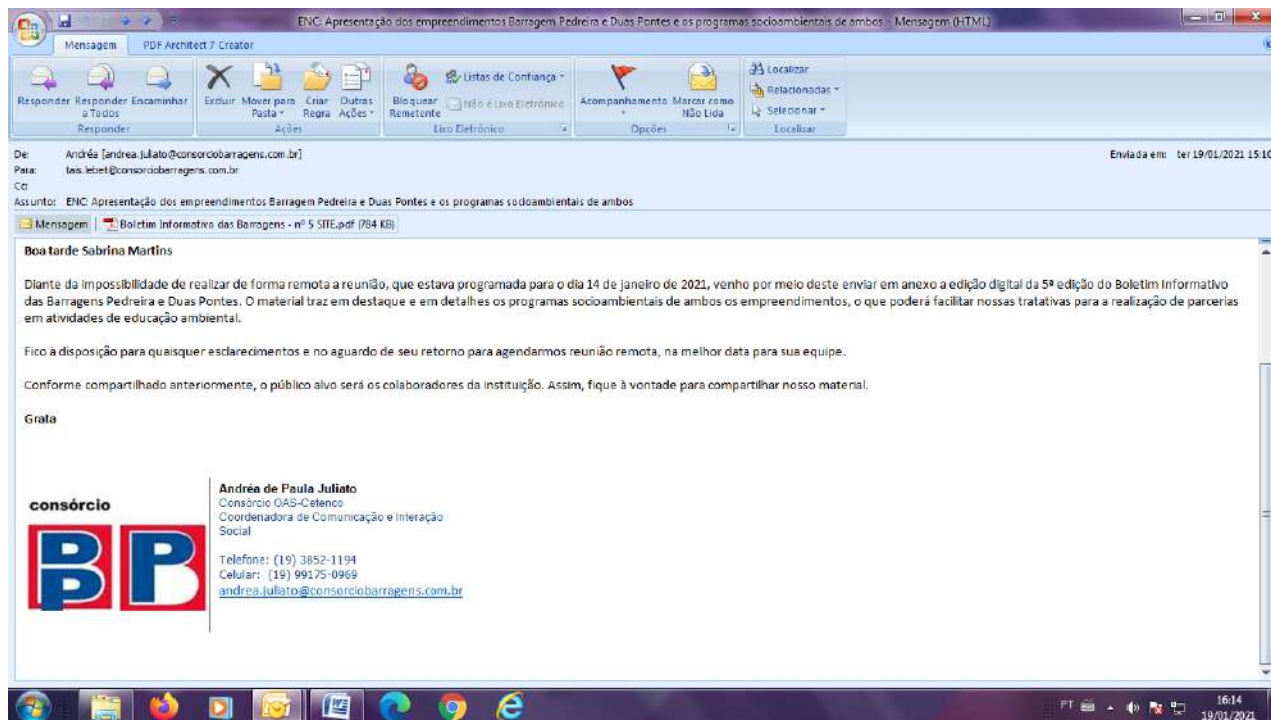 ENC: Apresentação dos empreendimentos Barragem Pedreira e Duas Pontes e os programas socioambientais de ambos - Mensagem (HTML)
Mensagem PDF Architect 7 Creator
Responder Responder a Todos Encaminhar Excluir Mover para Pasta Criar Regra Outras Ações Bloquear Remetente Listas de Confiança Não é Lixo Eletrônico Acompanhamento Marcar como Não Lida Localizar Relacionadas Selecionar
Responder Ações Lixo Eletrônico Opções Localizar
De: Andréa [andrea.juliato@consorciobarragens.com.br] Enviada em: ter 19/01/2021 15:10
Para: tais.lebet@consorciobarragens.com.br
Cc:
Assunto: ENC: Apresentação dos empreendimentos Barragem Pedreira e Duas Pontes e os programas socioambientais de ambos
Mensagem Boletim Informativo das Barragens - nº 5 SITE.pdf (784 KB)
Boa tarde Sabrina Martins
Diante da impossibilidade de realizar de forma remota a reunião, que estava programada para o dia 14 de janeiro de 2021, venho por meio deste enviar em anexo a edição digital da 5ª edição do Boletim Informativo
das Barragens Pedreira e Duas Pontes. O material traz em destaque e em detalhes os programas socioambientais de ambos os empreendimentos, o que poderá facilitar nossas tratativas para a realização de parcerias
em atividades de educação ambiental.
Fico à disposição para quaisquer esclarecimentos e no aguardo de seu retorno para agendarmos reunião remota, na melhor data para sua equipe.
Conforme compartilhado anteriormente, o público alvo será os colaboradores da instituição. Assim, fique à vontade para compartilhar nosso material.
Grata
consórcio
BPB
Andréa de Paula Juliato
Consórcio OAS-Cetenco
Coordenadora de Comunicação e Interação
Social
Telefone: (19) 3852-1194
Celular: (19) 99175-0969
andrea.juliato@consorciobarragens.com.br
PT 16:14
19/01/2021